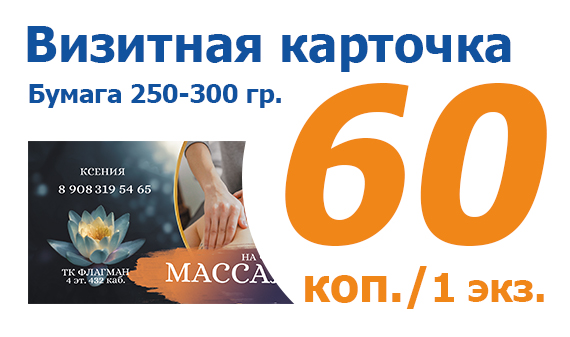 Визитная карточка
Бумага 250-300 гр.
60
коп./1 экз.
КСЕНИЯ
8 908 319 54 65
ТК ФЛАГМАН
4 эт. 432 каб.
НА
МАССА